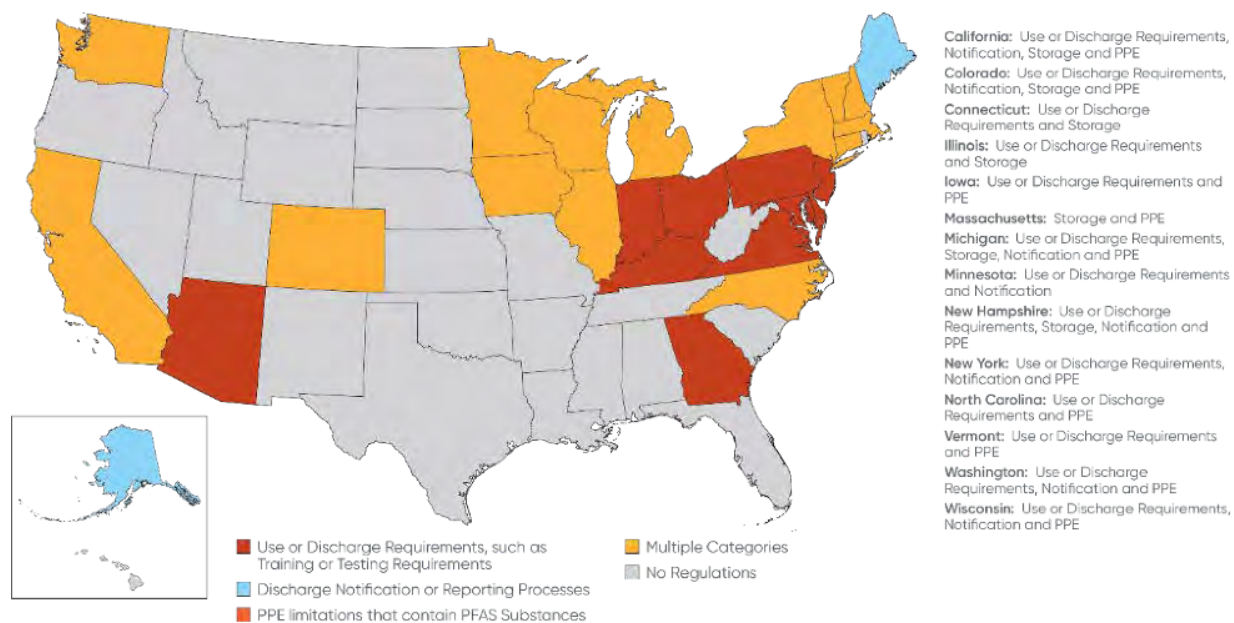 California: Use or Discharge Requirements,
Notification, Storage and PPE
Colorado: Use or Discharge Requirements,
Notification, Storage and PPE
Connecticut: Use or Discharge
Requirements and Storage
Illinois: Use or Discharge Requirements
and Storage
Iowa: Use or Discharge Requirements and
PPE
Massachusetts: Storage and PPE
Michigan: Use or Discharge Requirements,
Storage, Notification and PPE
Minnesota: Use or Discharge Requirements
and Notification
New Hampshire: Use or Discharge
Requirements, Storage, Notification and
PPE
New York: Use or Discharge Requirements,
Notification and PPE
North Carolina: Use or Discharge
Requirements and PPE
Vermont: Use or Discharge Requirements
and PPE
Washington: Use or Discharge
Requirements, Notification and PPE
Wisconsin: Use or Discharge Requirements,
Notification and PPE
Use or Discharge Requirements, such as
Training or Testing Requirements
Discharge Notification or Reporting Processes
PPE limitations that contain PFAS Substances
Multiple Categories
No Regulations